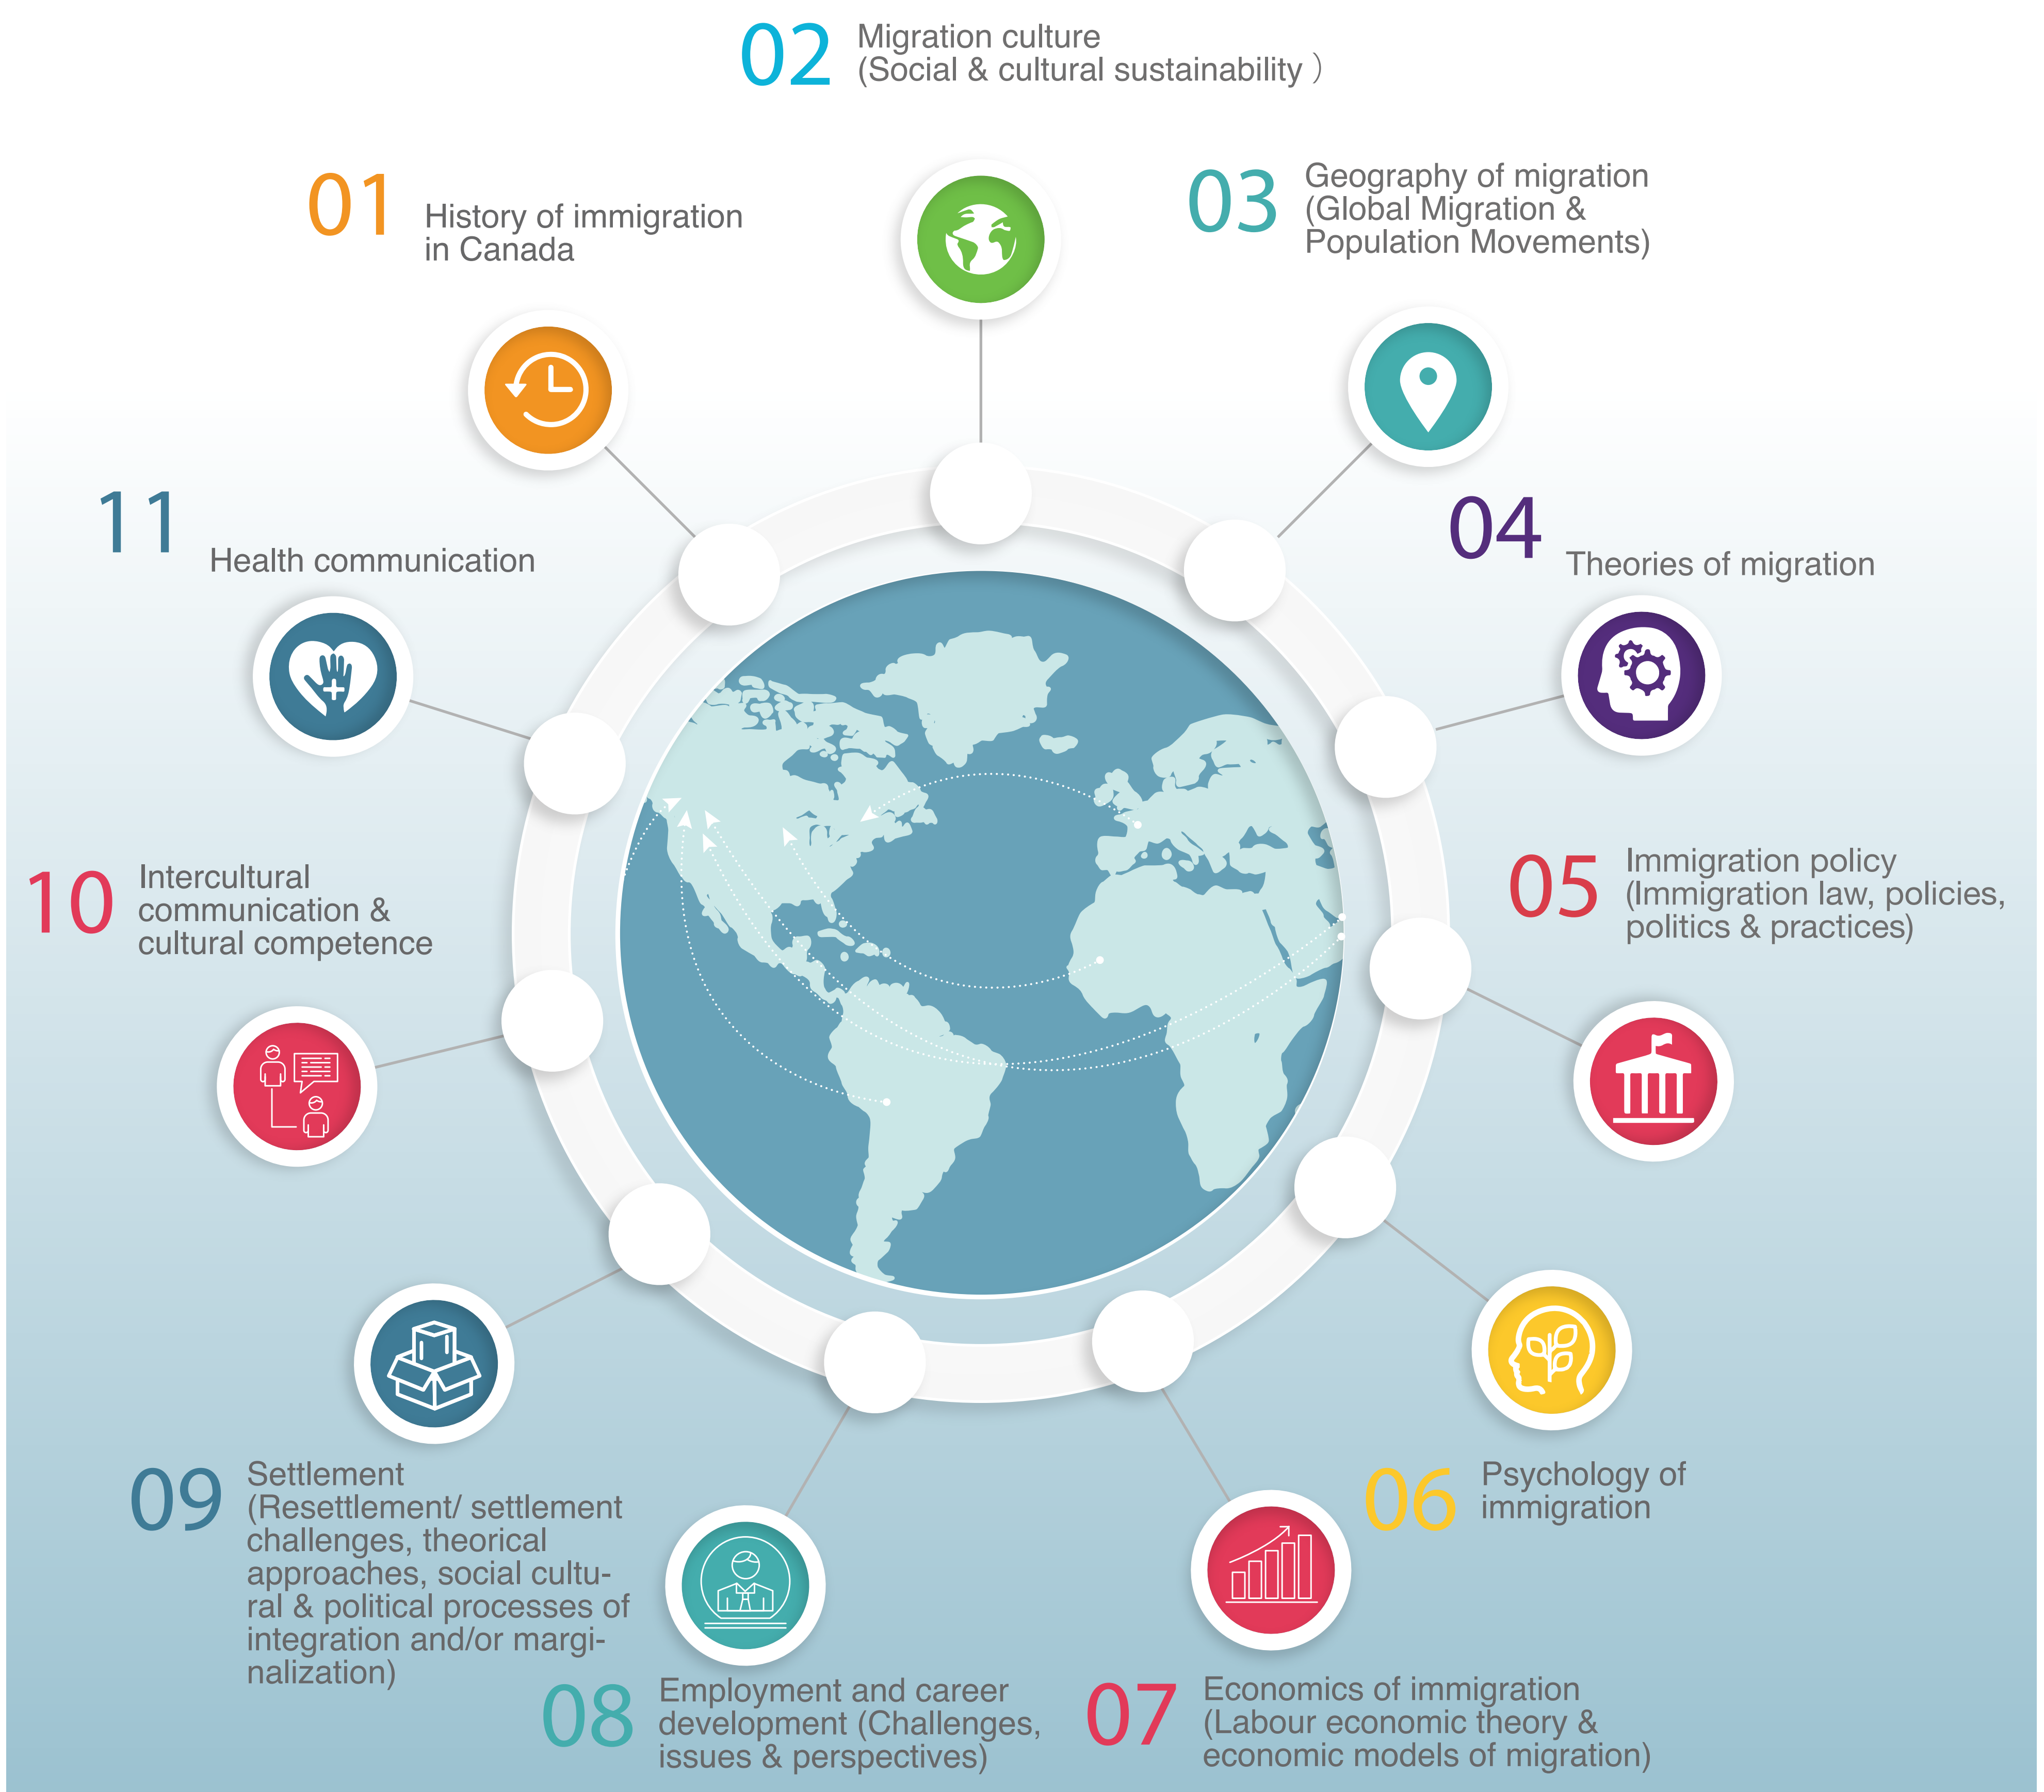 02
Migration culture
(Social & cultural sustainability )
01
History of immigration
in Canada
03
Geography of migration
(Global Migration &
Population Movements)
11
Health communication
04
Theories of migration
10
Intercultural
communication &
cultural competence
05
Immigration policy
(Immigration law, policies,
politics & practices)
09
Settlement
(Resettlement/ settlement
challenges, theorical
approaches, social cultu-
ral & political processes of
integration and/or margi-
nalization)
06
Psychology of
immigration
08
Employment and career
development (Challenges,
issues & perspectives)
07
Economics of immigration
(Labour economic theory &
economic models of migration)